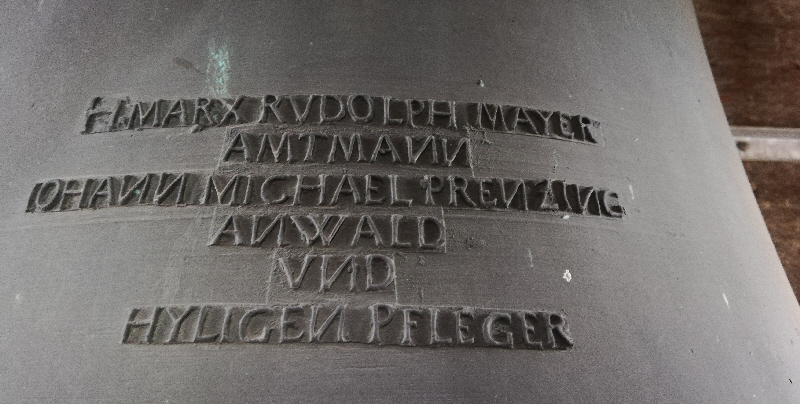 H. MARX RVDOLPH MAYER
AMTMANN
IOHANN MICHAEL PRENZING
ANWALD
VND
HYLIGEN PFLEGER